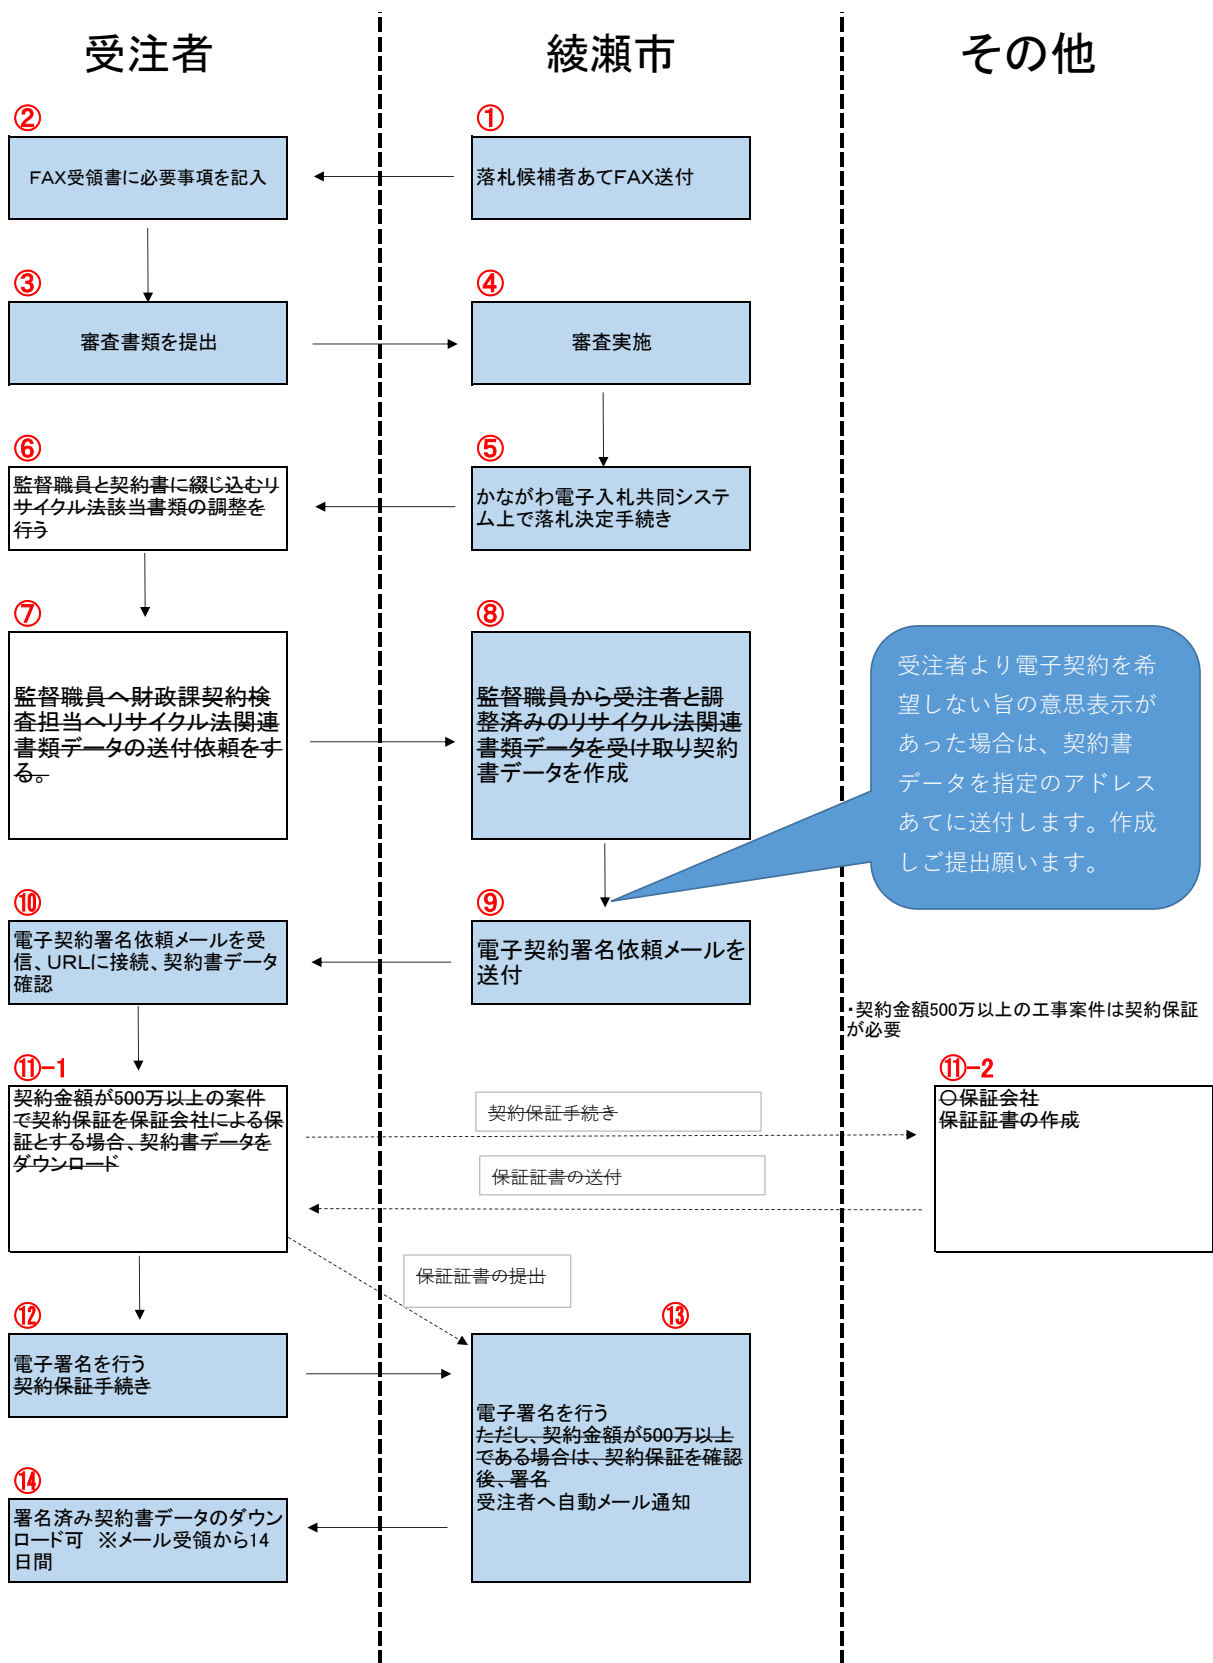 受注者
綾瀬市
その他
②
①
FAX受領書に必要事項を記入
落札候補者あてFAX送付
③
④
審査書類を提出
審査実施
⑥
⑤
監督職員と契約書に綴じ込むリ
サイクル法該当書類の調整を
行う
かながわ電子入札共同システ
ム上で落札決定手続き
⑦
⑧
監督職員へ財政課契約検
査担当へリサイクル法関連
書類データの送付依頼をす
る。
監督職員から受注者と調
整済みのリサイクル法関連
書類データを受け取り契約
書データを作成
受注者より電子契約を希
望しない旨の意思表示が
あった場合は、契約書
データを指定のアドレス
あてに送付します。作成
しご提出願います。
⑩
⑨
電子契約署名依頼メールを受
信、URLに接続、契約書データ
確認
電子契約署名依頼メールを
送付
・契約金額500万以上の工事案件は契約保証
が必要
⑪-1
⑪-2
契約金額が500万以上の案件
で契約保証を保証会社による保
証とする場合、契約書データを
ダウンロード
契約保証手続き
〇保証会社
保証証書の作成
保証証書の送付
保証証書の提出
⑫
⑬
電子署名を行う
契約保証手続き
電子署名を行う
ただし、契約金額が500万以上
である場合は、契約保証を確認
後、署名
受注者へ自動メール通知
⑭
署名済み契約書データのダウン
ロード可　※メール受領から14
日間